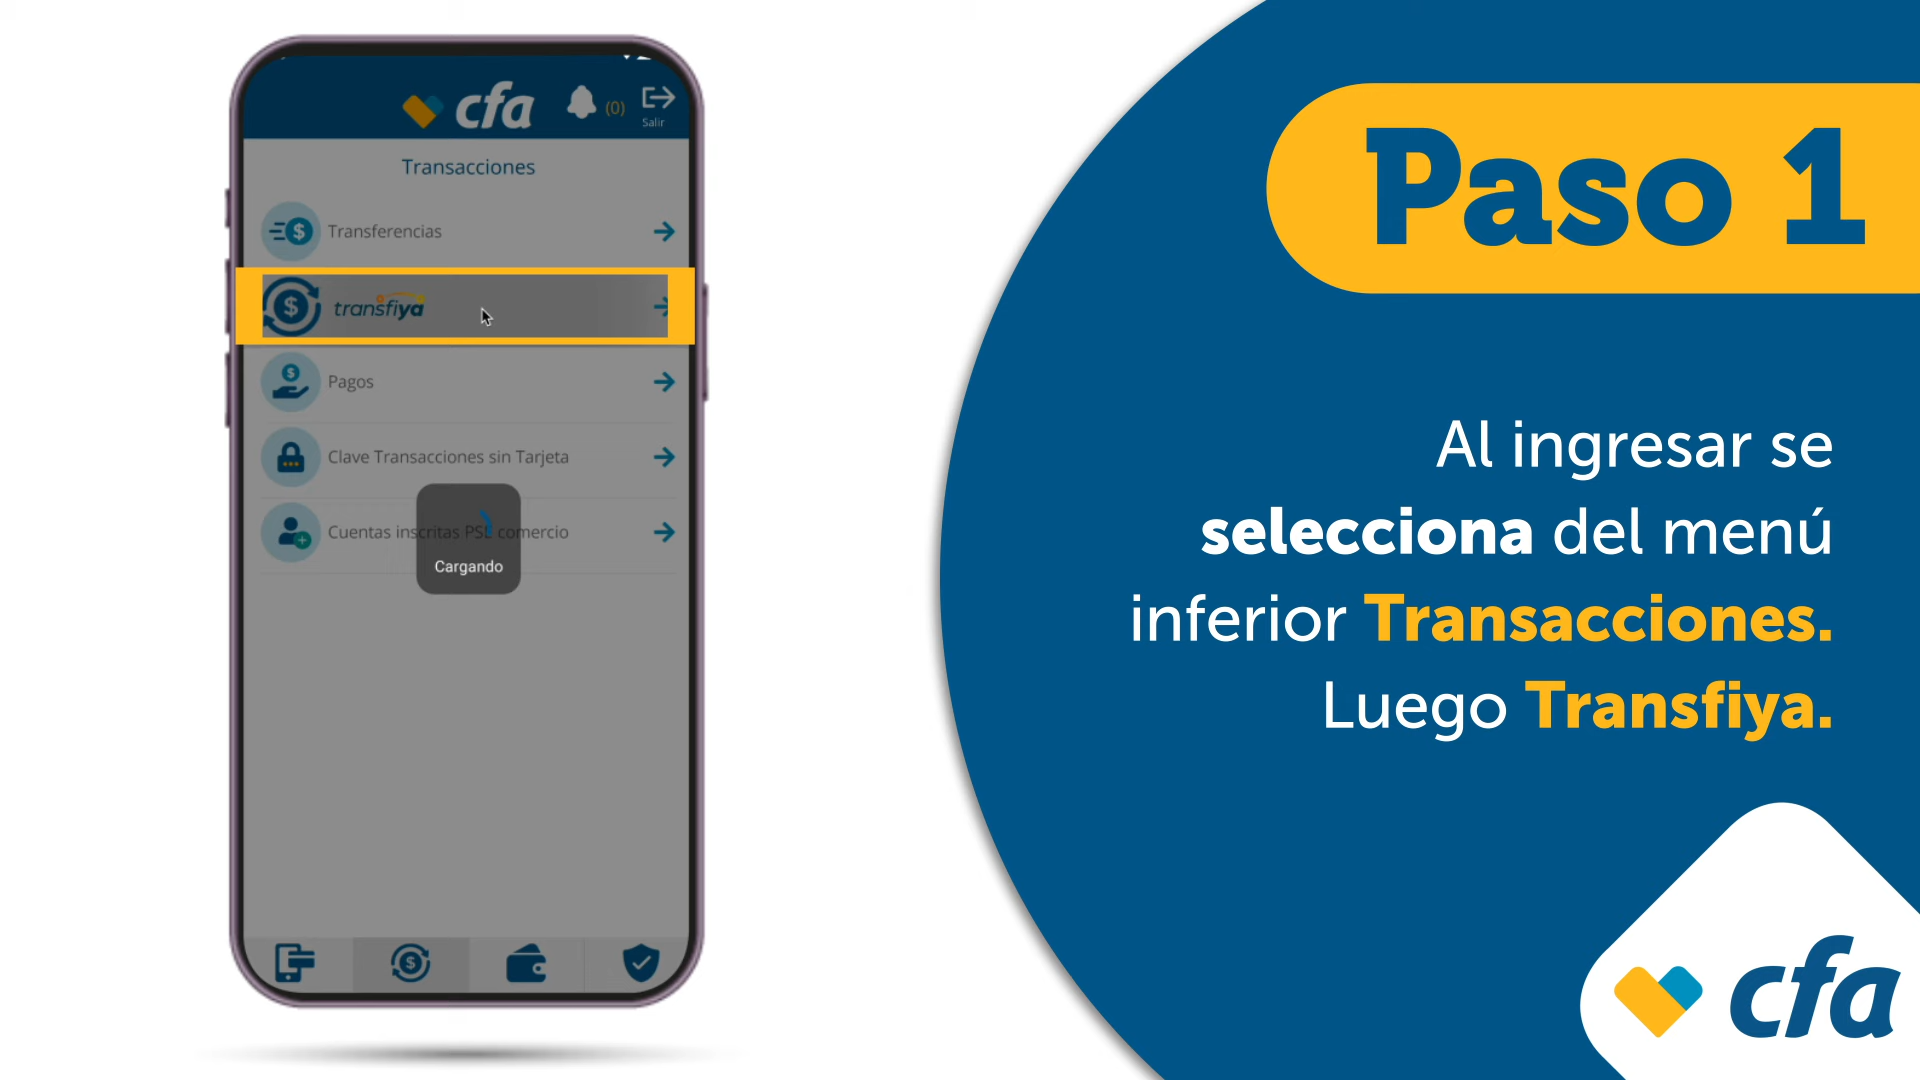 cfa
(0)
Salir
Transacciones
Transferencias
transfiya
Pagos
Clave Transacciones sin Tarjeta
Cuentas inscritas PSE comercio
Cargando
Paso 1
Al ingresar se
selecciona del menú
inferior Transacciones.
Luego Transfiya.
cfa